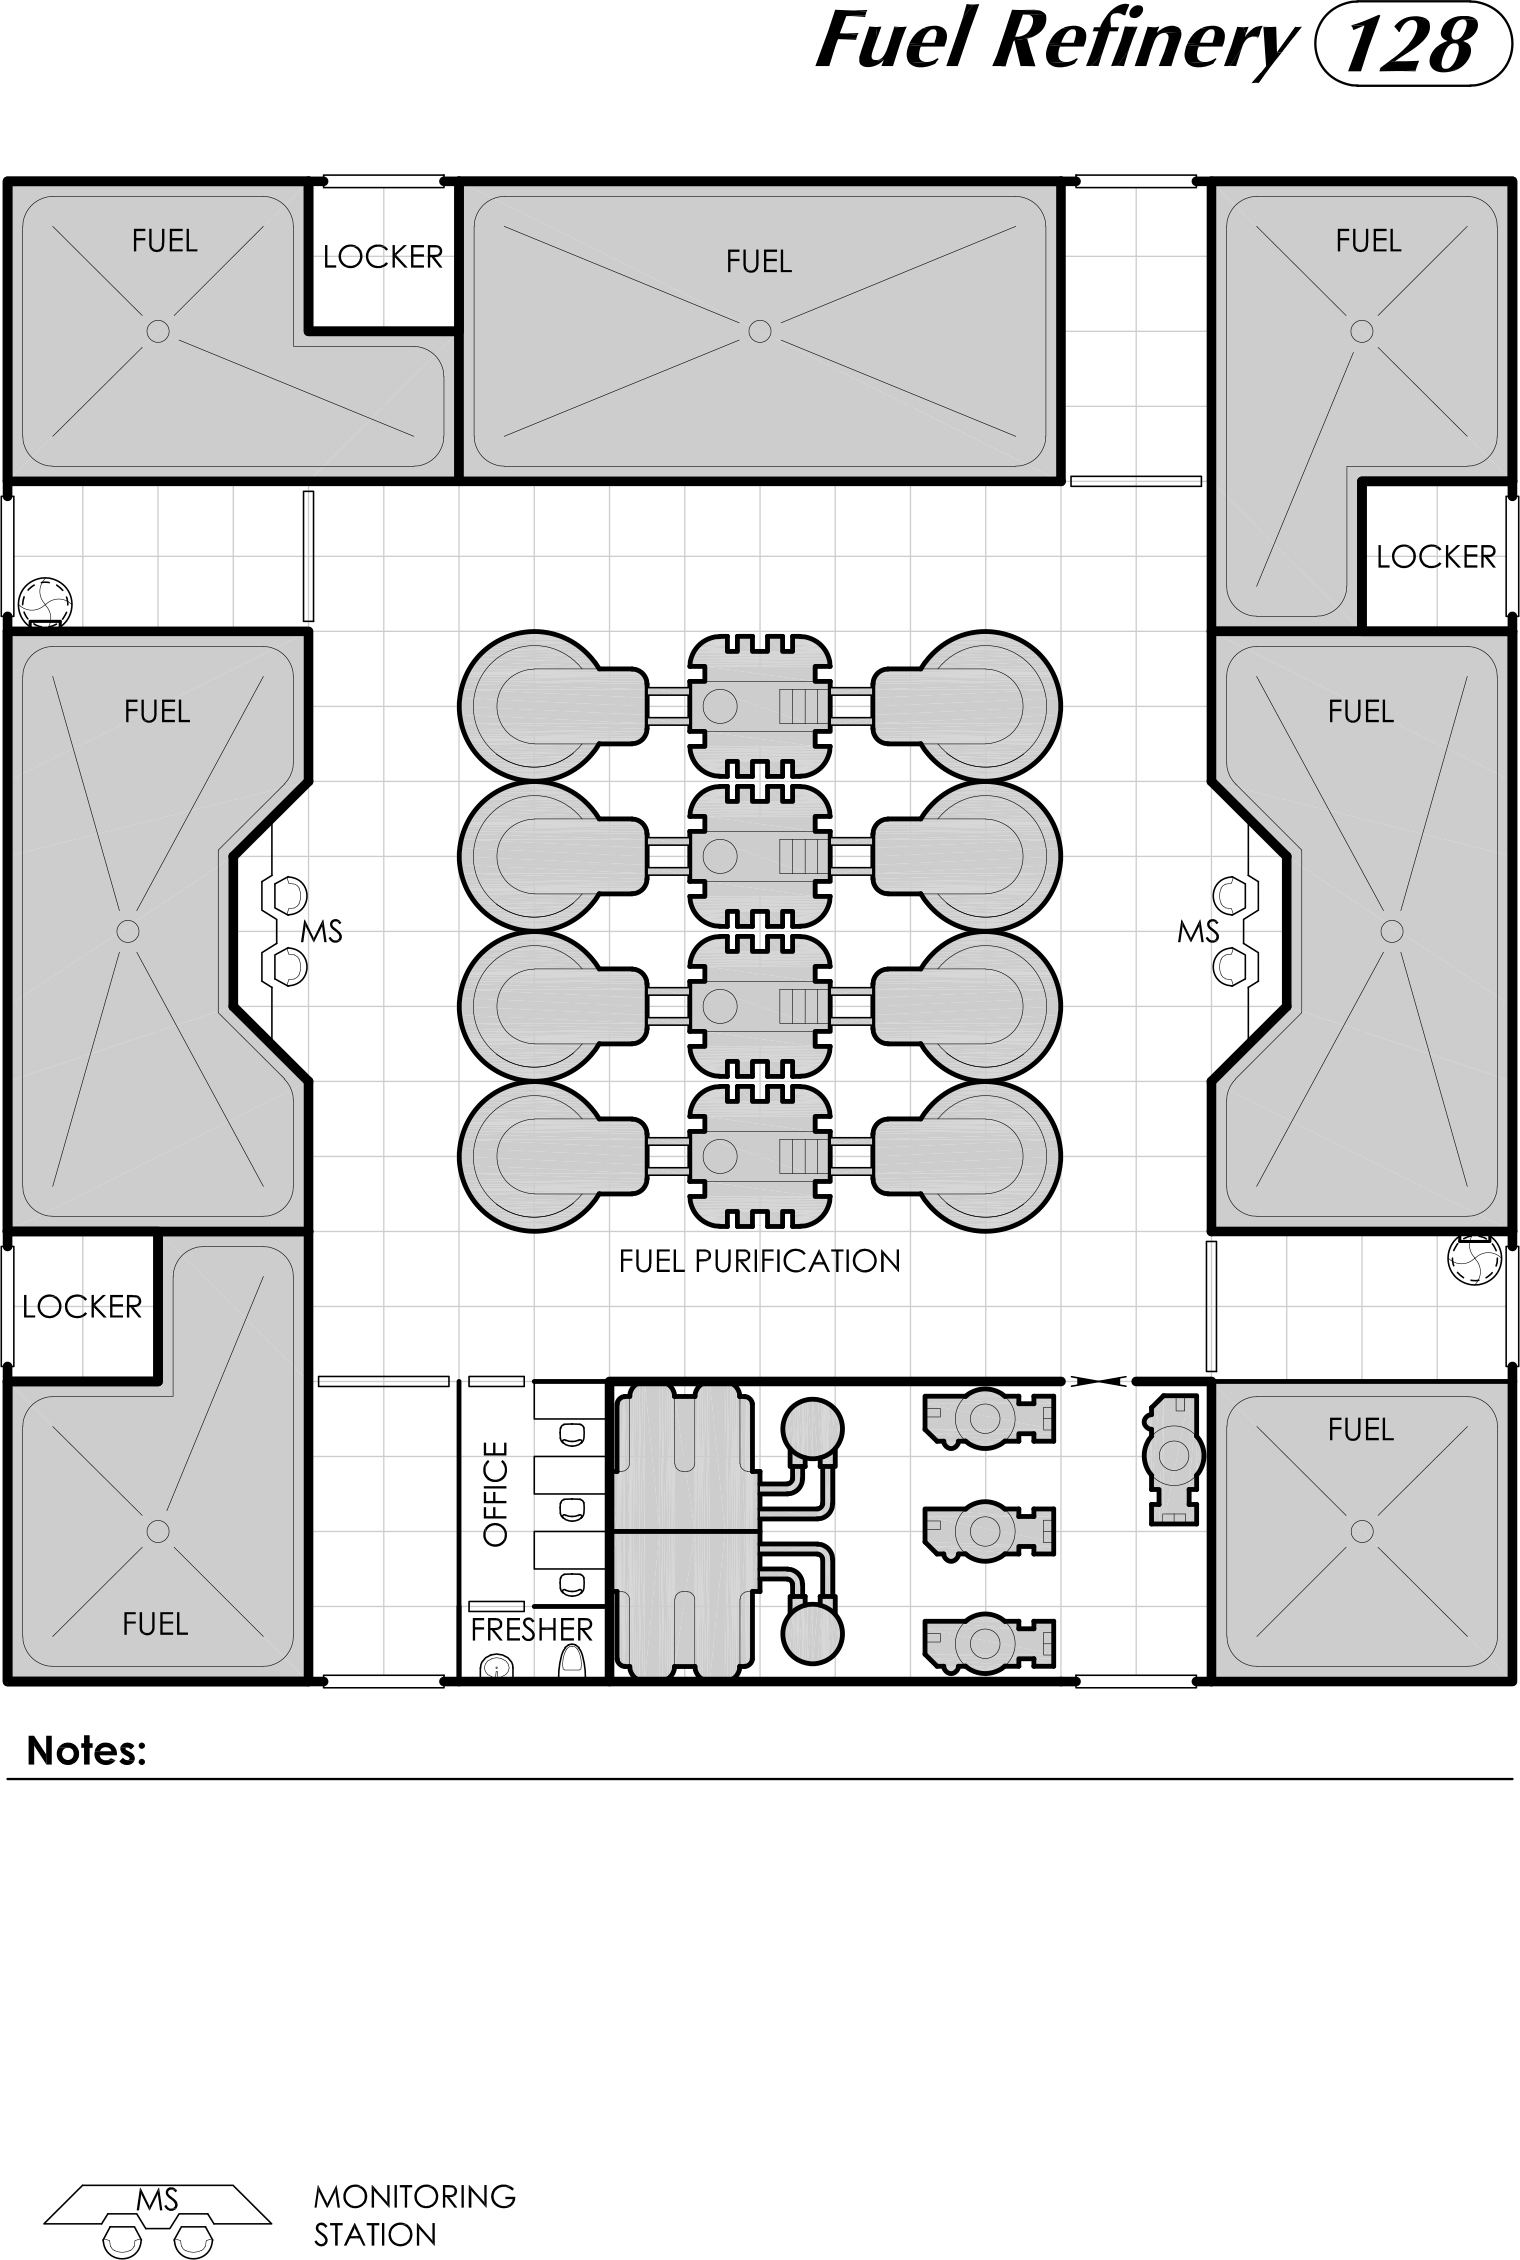 Fuel Refinery 128
FUEL
LOCKER
FUEL
FUEL
LOCKER
FUEL
FUEL
MS
MS
FUEL PURIFICATION
LOCKER
OFFICE
FUEL
FUEL
FRESHER
Notes:
MS
MONITORING
STATION